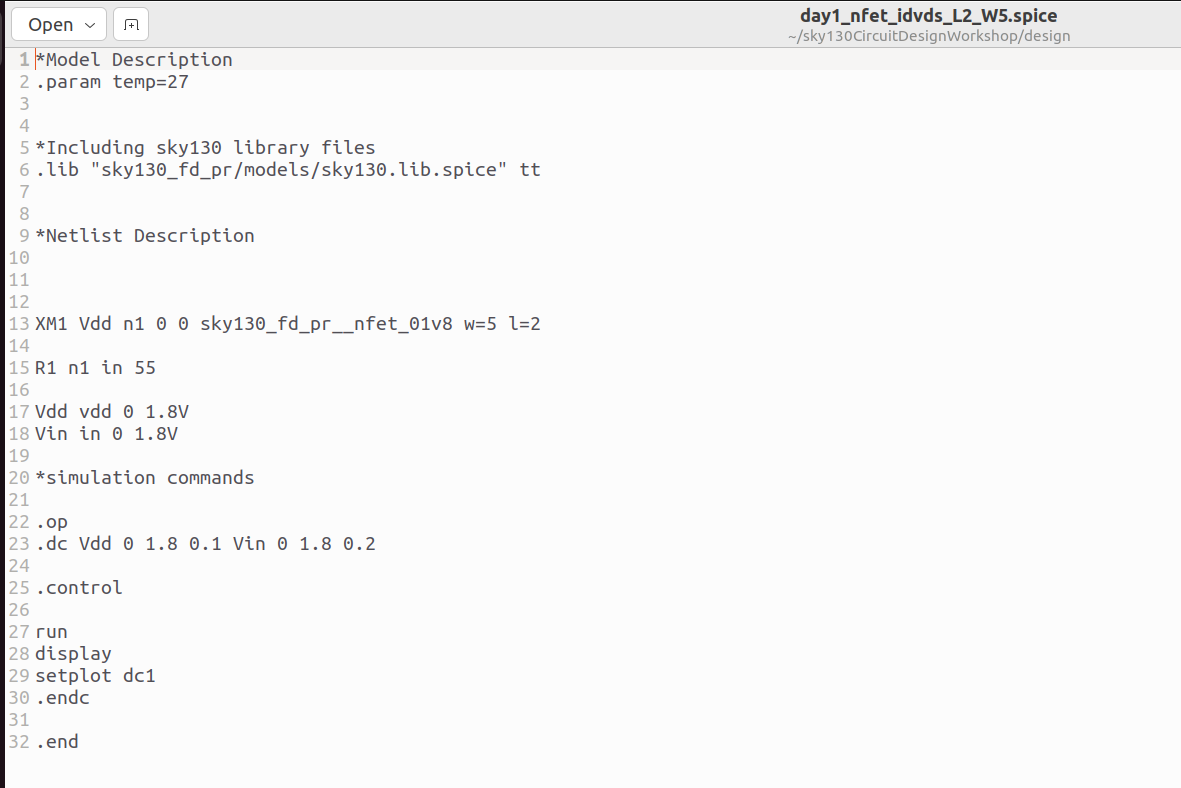 Open
day1_nfet_idvds_L2_W5.spice
~/sky130CircuitDesignWorkshop/design
1 *Model Description
2 .param temp=27
3
4
5 *Including sky130 library files
6 .lib "sky130_fd_pr/models/sky130.lib.spice" tt
7
8
9 *Netlist Description
10
11
12
13 XM1 Vdd n1 0 0 sky130_fd_pr__nfet_01v8 w=5 l=2
14
15 R1 n1 in 55
16
17 Vdd vdd 0 1.8V
18 Vin in 0 1.8V
19
20 *simulation commands
21
22 .op
23 .dc Vdd 0 1.8 0.1 Vin 0 1.8 0.2
24
25 .control
26
27 run
28 display
29 setplot dc1
30 .endc
31
32 .end